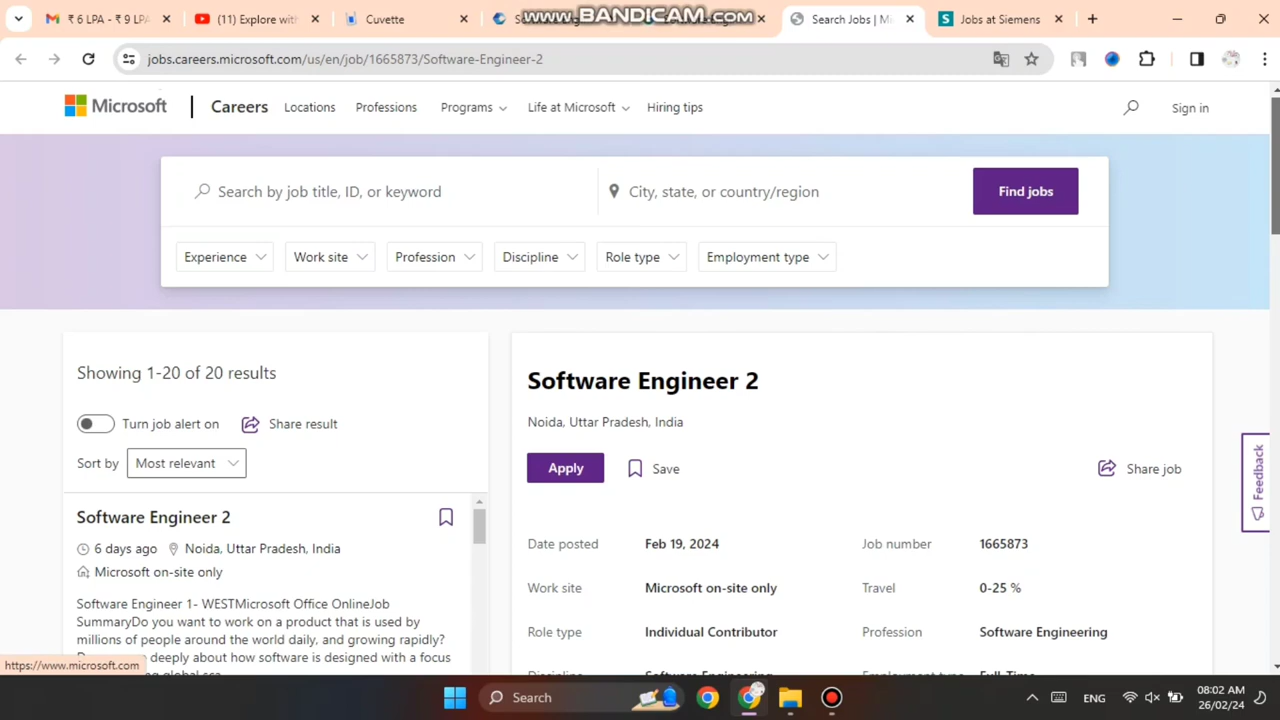 ₹ 6 LPA - ₹ 9 LPA
(11) Explore with
Cuvette
www.BANDICAM.com
Search Jobs | Mi
Jobs at Siemens
jobs.careers.microsoft.com/us/en/job/1665873/Software-Engineer-2
Microsoft
Careers
Locations
Professions
Programs
Life at Microsoft
Hiring tips
Sign in
Search by job title, ID, or keyword
City, state, or country/region
Find jobs
Experience
Work site
Profession
Discipline
Role type
Employment type
Showing 1-20 of 20 results
Turn job alert on
Share result
Sort by
Most relevant
Software Engineer 2
6 days ago
Noida, Uttar Pradesh, India
Microsoft on-site only
Software Engineer 1- WESTMicrosoft Office OnlineJob
SummaryDo you want to work on a product that is used by
millions of people around the world daily, and growing rapidly?
deeply about how software is designed with a focus
Software Engineer 2
Noida, Uttar Pradesh, India
Apply
Save
Share job
Date posted
Feb 19, 2024
Job number
1665873
Work site
Microsoft on-site only
Travel
0-25 %
Role type
Individual Contributor
Profession
Software Engineering
Feedback
https://www.microsoft.com
Search
ENG
08:02 AM
26/02/24